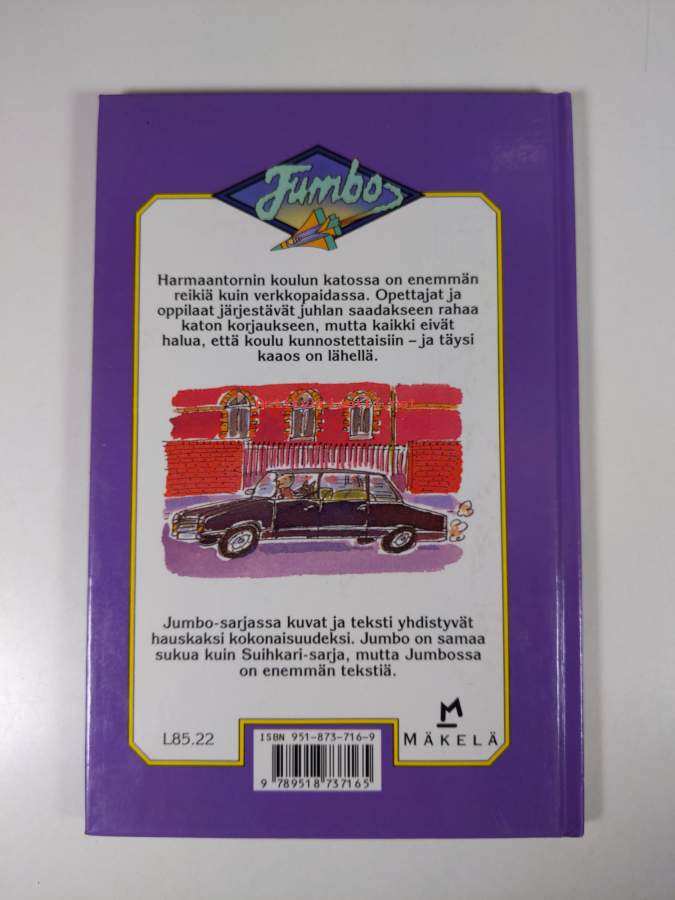 Jumbo
Harmaantornin koulun katossa on enemmän
reikiä kuin verkkopaidassa. Opettajat ja
oppilaat järjestävät juhlan saadakseen rahaa
katon korjaukseen, mutta kaikki eivät
halua, että koulu kunnostettaisiin – ja täysi
kaaos on lähellä.
Jumbo-sarjassa kuvat ja teksti yhdistyvät
hauskaksi kokonaisuudeksi. Jumbo on samaa
sukua kuin Suihkari-sarja, mutta Jumbossa
on enemmän tekstiä.
L85.22
ISBN 951-873-716-9
9 789518 737165
M
MÄKELÄ